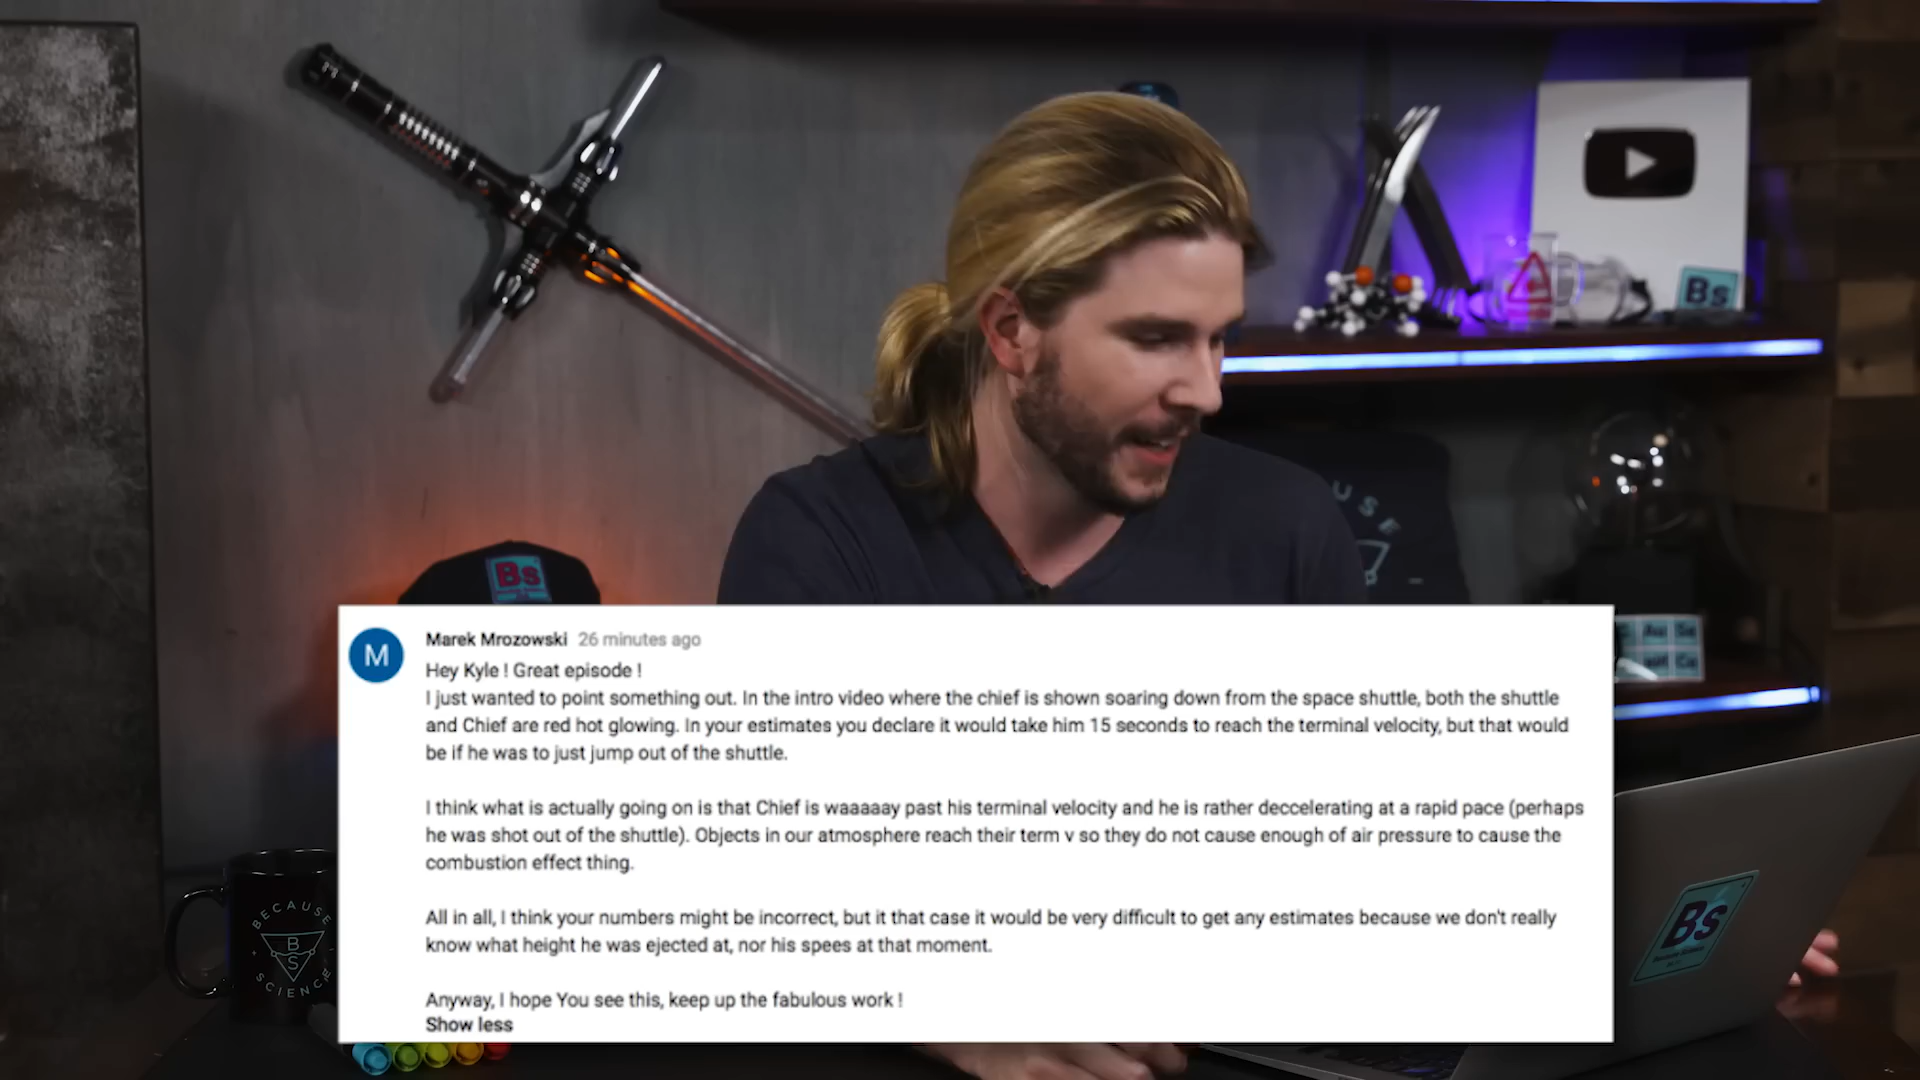 Bs
USE
Bs
M
Marek Mrozowski 26 minutes ago
Hey Kyle ! Great episode !
I just wanted to point something out. In the intro video where the chief is shown soaring down from the space shuttle, both the shuttle
and Chief are red hot glowing. In your estimates you declare it would take him 15 seconds to reach the terminal velocity, but that would
be if he was to just jump out of the shuttle.
I think what is actually going on is that Chief is waaaaay past his terminal velocity and he is rather deccelerating at a rapid pace (perhaps
he was shot out of the shuttle). Objects in our atmosphere reach their term v so they do not cause enough of air pressure to cause the
combustion effect thing.
All in all, I think your numbers might be incorrect, but it that case it would be very difficult to get any estimates because we don't really
know what height he was ejected at, nor his spees at that moment.
Anyway, I hope You see this, keep up the fabulous work !
Show less
BECAUSE
B
S
SCIENCE
Bs